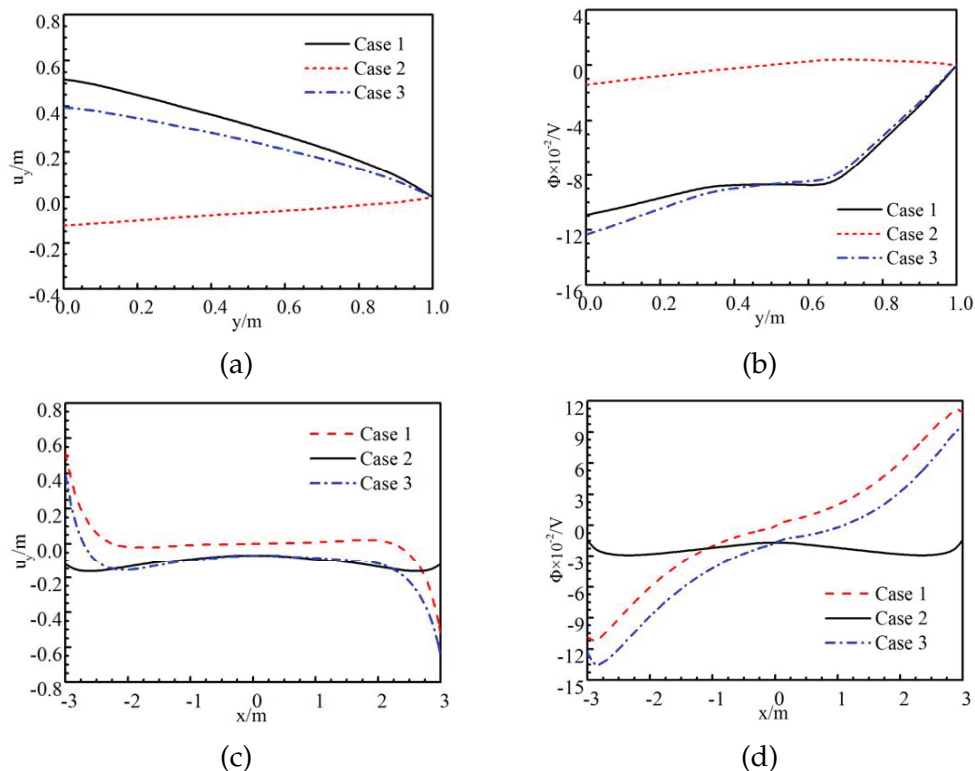 0.8
0.6
0.4
0.2
0.0
-0.2
-0.4
u_y/m
Case 1
Case 2
Case 3
0.0 0.2 0.4 0.6 0.8 1.0
y/m
(a)
4
0
-4
-8
-12
-16
Φ×10⁻²/V
Case 1
Case 2
Case 3
0.0 0.2 0.4 0.6 0.8 1.0
y/m
(b)
0.8
0.6
0.4
0.2
0.0
-0.2
-0.4
-0.6
-0.8
u_y/m
Case 1
Case 2
Case 3
-3 -2 -1 0 1 2 3
x/m
(c)
12
9
6
3
0
-3
-6
-9
-12
-15
Φ×10⁻²/V
Case 1
Case 2
Case 3
-3 -2 -1 0 1 2 3
x/m
(d)